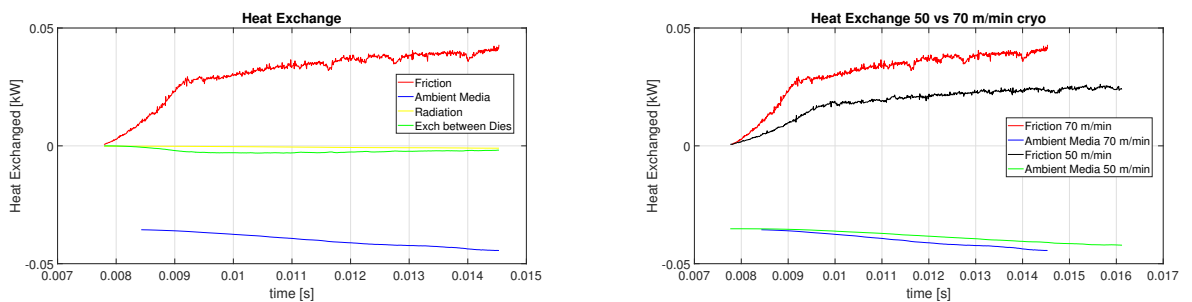 Heat Exchange
0.05
0
-0.05
Heat Exchanged [kW]
Friction
Ambient Media
Radiation
Exch between Dies
0.007 0.008 0.009 0.01 0.011 0.012 0.013 0.014 0.015
time [s]
Heat Exchange 50 vs 70 m/min cryo
0.05
0
-0.05
Heat Exchanged [kW]
Friction 70 m/min
Ambient Media 70 m/min
Friction 50 m/min
Ambient Media 50 m/min
0.007 0.008 0.009 0.01 0.011 0.012 0.013 0.014 0.015 0.016 0.017
time [s]